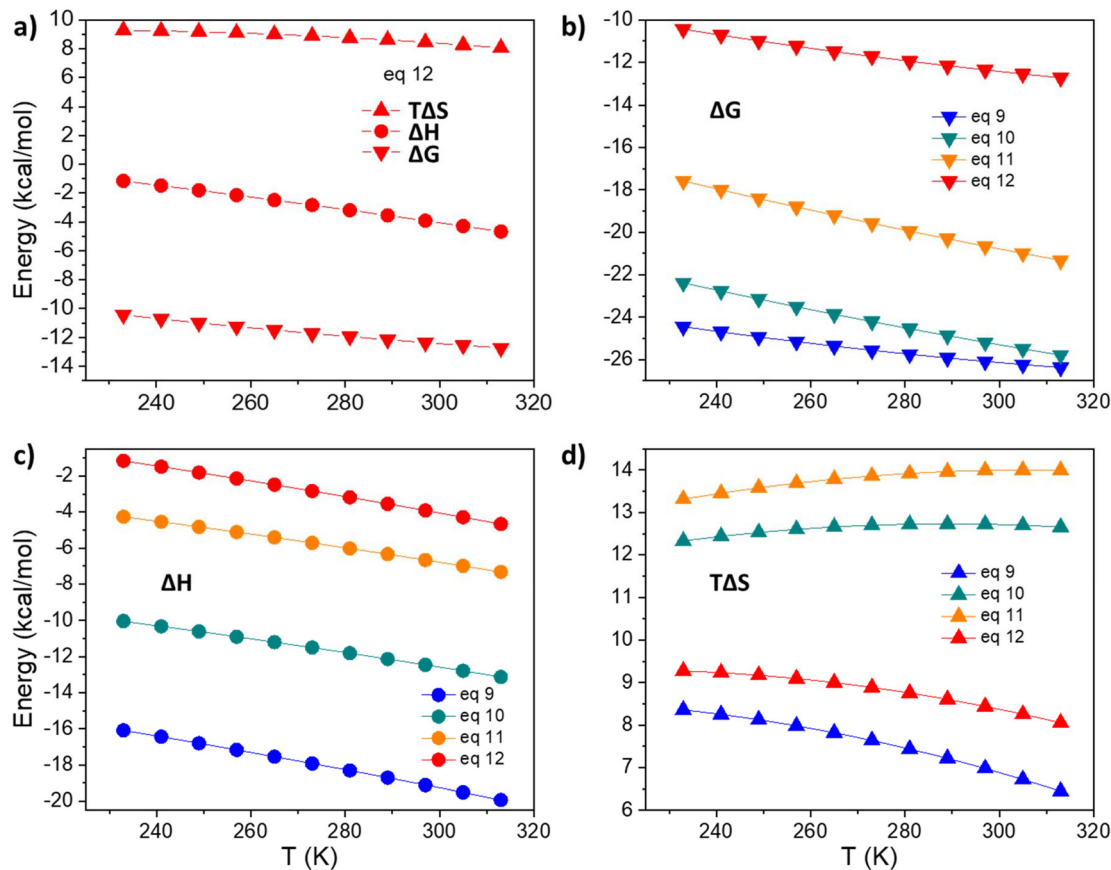 a)
Energy (kcal/mol)
10
8
6
4
2
0
-2
-4
-6
-8
-10
-12
-14
eq 12
TΔS
ΔH
ΔG
240 260 280 300 320
b)
-10
-12
-14
-16
-18
-20
-22
-24
-26
ΔG
eq 9
eq 10
eq 11
eq 12
240 260 280 300 320
c)
Energy (kcal/mol)
-2
-4
-6
-8
-10
-12
-14
-16
-18
-20
ΔH
eq 9
eq 10
eq 11
eq 12
240 260 280 300 320
T (K)
d)
14
13
12
11
10
9
8
7
6
TΔS
eq 9
eq 10
eq 11
eq 12
240 260 280 300 320
T (K)